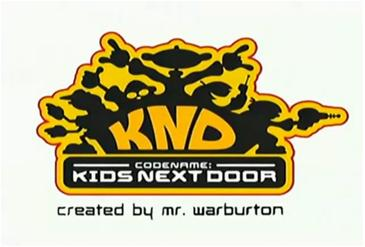 KND
CODENAME:
KIDS NEXT DOOR
created by mr. warburton